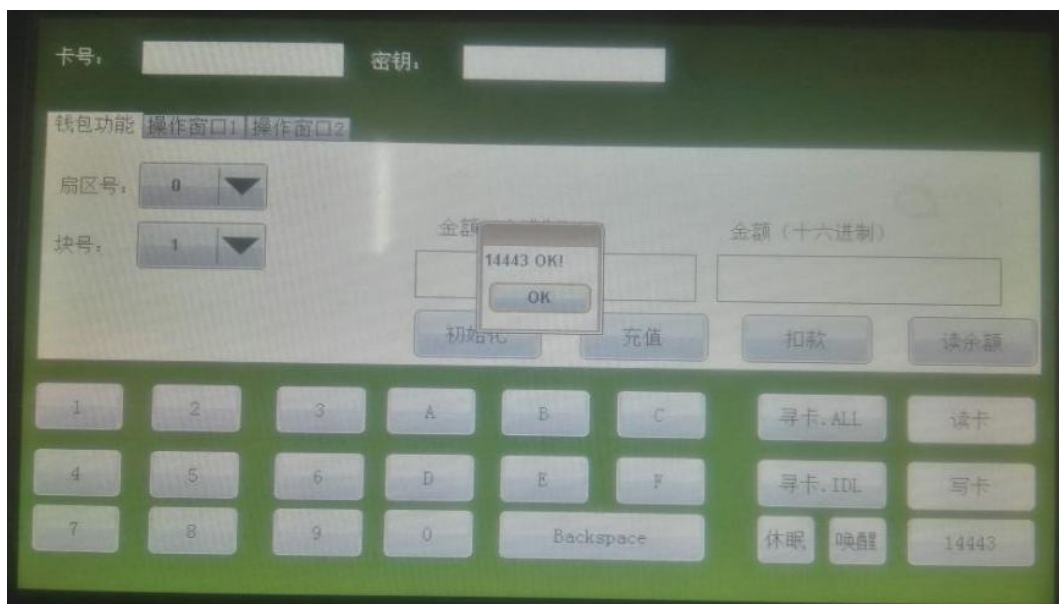 卡号： 密钥：
钱包功能 操作窗口1 操作窗口2
扇区号： 0
块号： 1
金额 金额（十六进制）
14443 OK!
OK
初始化 充值 扣款 读余额
1 2 3 A B C 寻卡.ALL 读卡
4 5 6 D E F 寻卡.IDL 写卡
7 8 9 0 Backspace 休眠 唤醒 14443